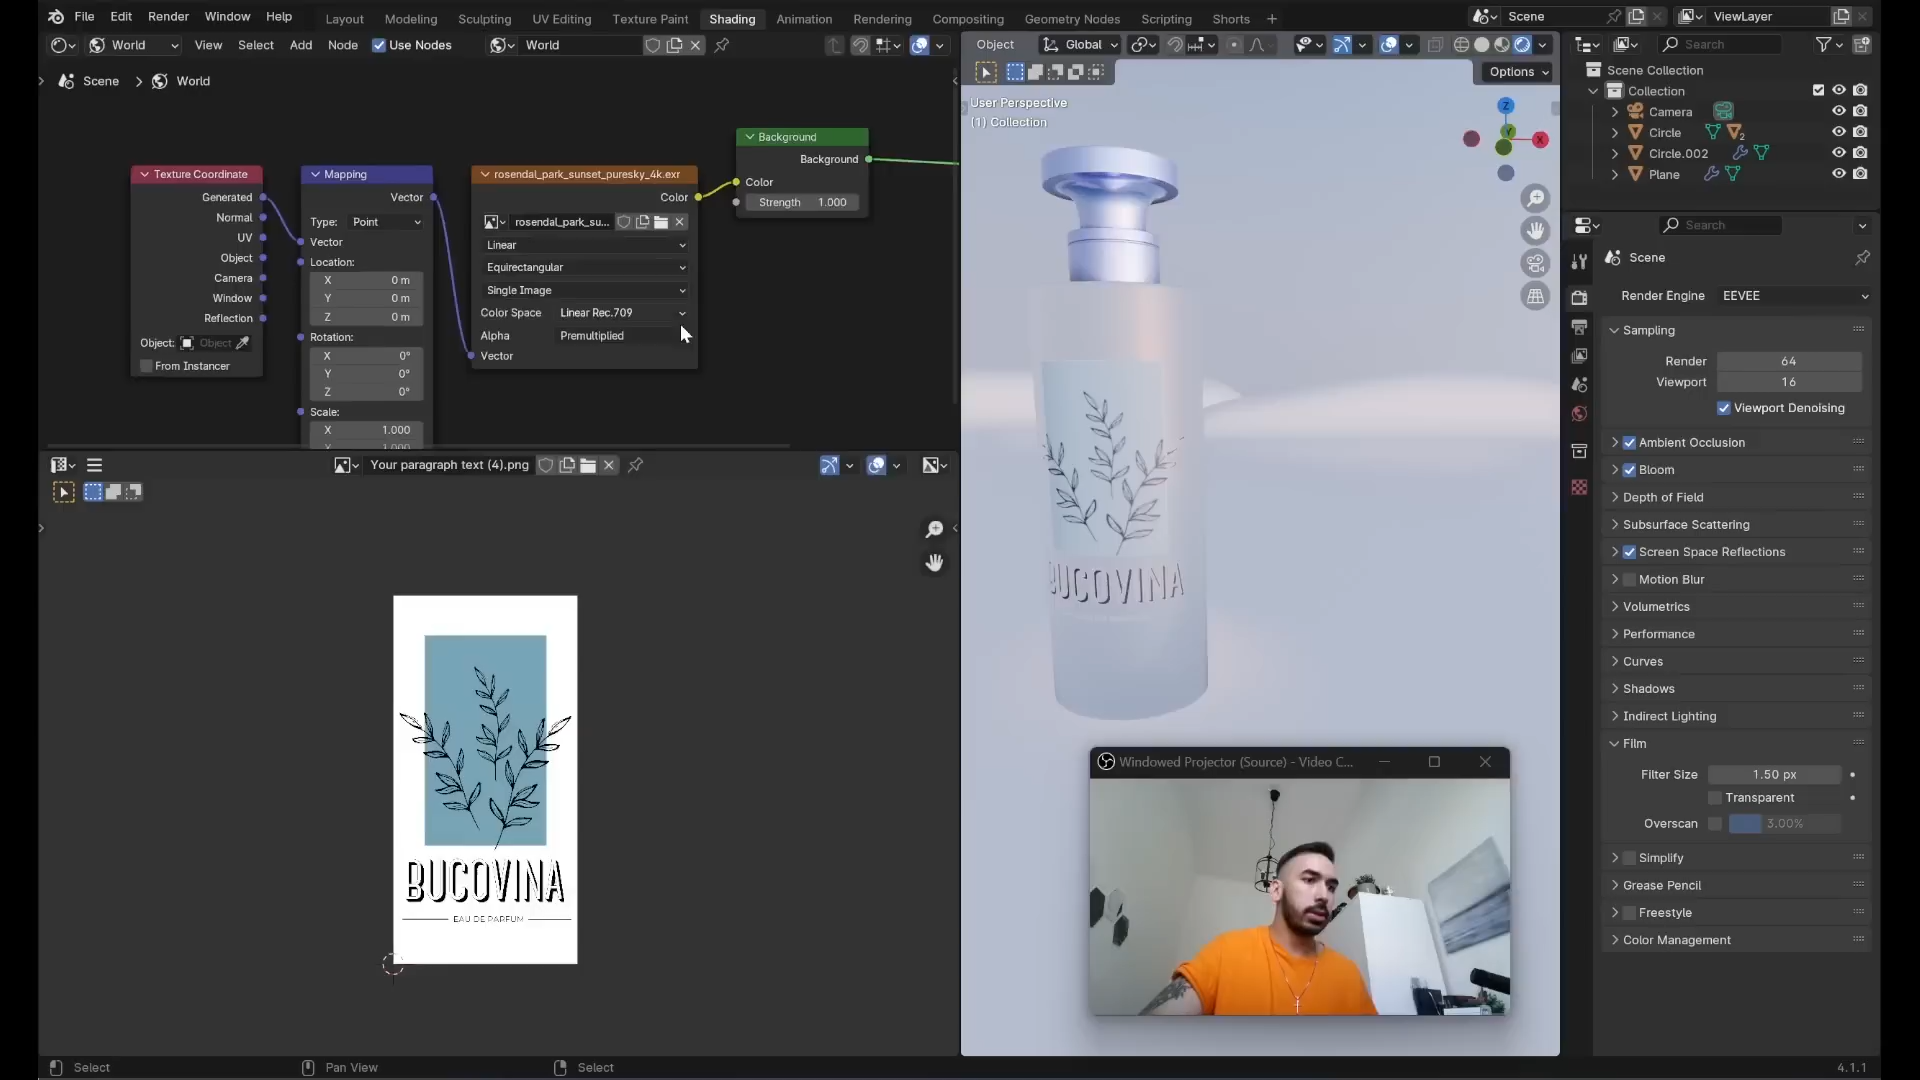 File Edit Render Window Help
Layout Modeling Sculpting UV Editing Texture Paint Shading Animation Rendering Compositing Geometry Nodes Scripting Shorts +
Scene
ViewLayer
World View Select Add Node Use Nodes World
Object Global
Search
Options
Scene > World
User Perspective
(1) Collection
Z
Y
X
Scene Collection
Collection
Camera
Circle
2
Circle.002
Plane
Search
Scene
Render Engine EEVEE
Sampling
Render 64
Viewport 16
Viewport Denoising
Ambient Occlusion
Bloom
Depth of Field
Subsurface Scattering
Screen Space Reflections
Motion Blur
Volumetrics
Performance
Curves
Shadows
Indirect Lighting
Film
Filter Size 1.50 px
Transparent
Overscan 3.00%
Simplify
Grease Pencil
Freestyle
Color Management
Texture Coordinate
Generated
Normal
UV
Object
Camera
Window
Reflection
Object: Object
From Instancer
Mapping
Vector
Type: Point
Vector
Location:
X 0 m
Y 0 m
Z 0 m
Rotation:
X 0°
Y 0°
Z 0°
Scale:
X 1.000
rosendal_park_sunset_puresky_4k.exr
Color
rosendal_park_su...
Linear
Equirectangular
Single Image
Color Space Linear Rec.709
Alpha Premultiplied
Vector
Background
Background
Color
Strength 1.000
Your paragraph text (4).png
BUCOVINA
EAU DE PARFUM
BUCOVINA
Windowed Projector (Source) - Video C...
Select
Pan View
Select
4.1.1